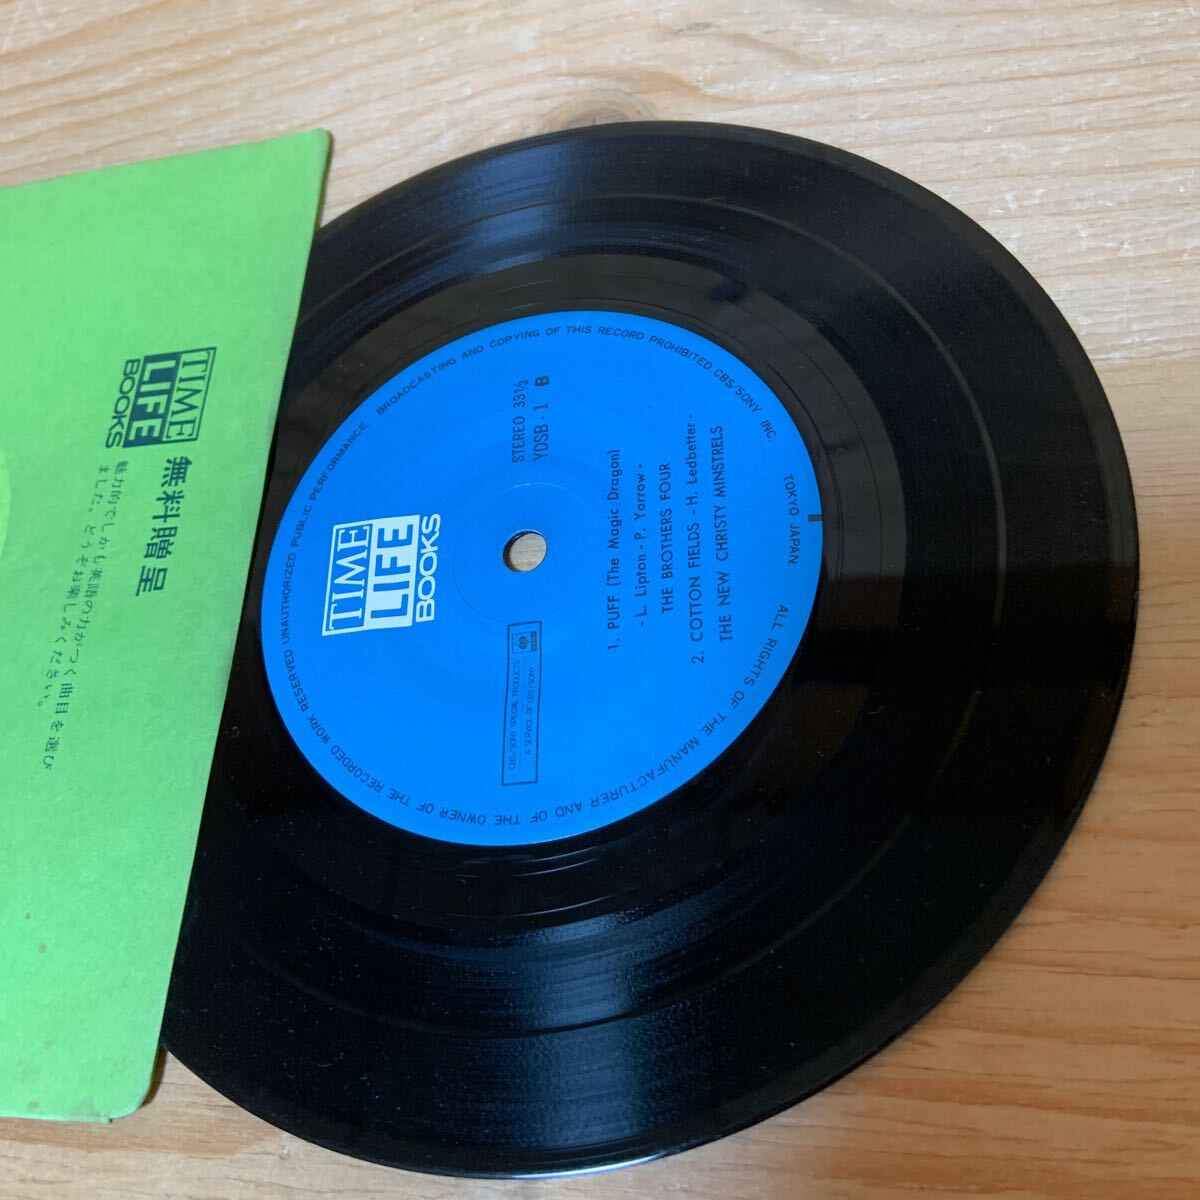 TIME
LIFE
BOOKS
無料贈呈
魅力的でしかも英語の力がつく曲目を選び
ました。どうぞお楽しみください。
ALL RIGHTS OF THE MANUFACTURER AND OF THE OWNER OF THE RECORDED WORK RESERVED UNAUTHORIZED PUBLIC PERFORMANCE. BROADCASTING AND COPYING OF THIS RECORD PROHIBITED CBS/SONY INC. TOKYO JAPAN
TIME
LIFE
BOOKS
STEREO 33⅓
YDSB - 1 B
CBS/SONY SPECIAL PRODUCTS
A SERVICE OF CBS/SONY
1. PUFF (The Magic Dragon)
- L. Lipton - P. Yarrow -
THE BROTHERS FOUR
2. COTTON FIELDS - H. Ledbetter -
THE NEW CHRISTY MINSTRELS